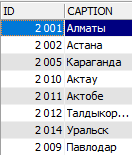 ID CAPTION
2 001 Алматы
2 002 Астана
2 005 Караганда
2 010 Актау
2 011 Актобе
2 012 Талдыкор...
2 014 Уральск
2 009 Павлодар